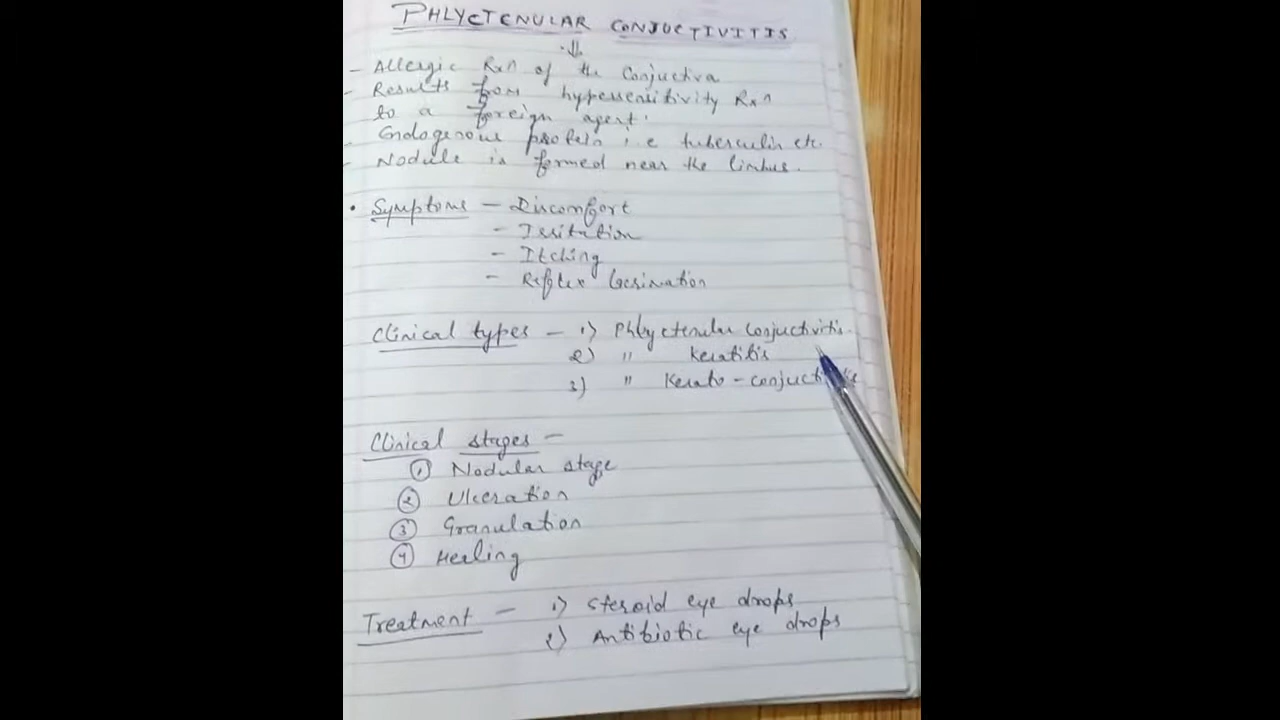 PHLYCTENULAR CONJUCTIVITIS
⇓
- Allergic Rxn of the Conjuctiva
- Results from hypersensitivity Rxn
to a foreign agent.
- Endogenous protein i.e tuberculin etc.
- Nodule is formed near the limbus.
• Symptoms - Discomfort
- Irritation
- Itching
- Reflex lacrimation
Clinical types - 1) Phlyctenular conjuctivitis
2) " Keratitis
3) " Kerato-conjuctivitis
Clinical stages -
① Nodular stage
② Ulceration
③ Granulation
④ Healing
Treatment - 1) Steroid eye drops
2) Antibiotic eye drops